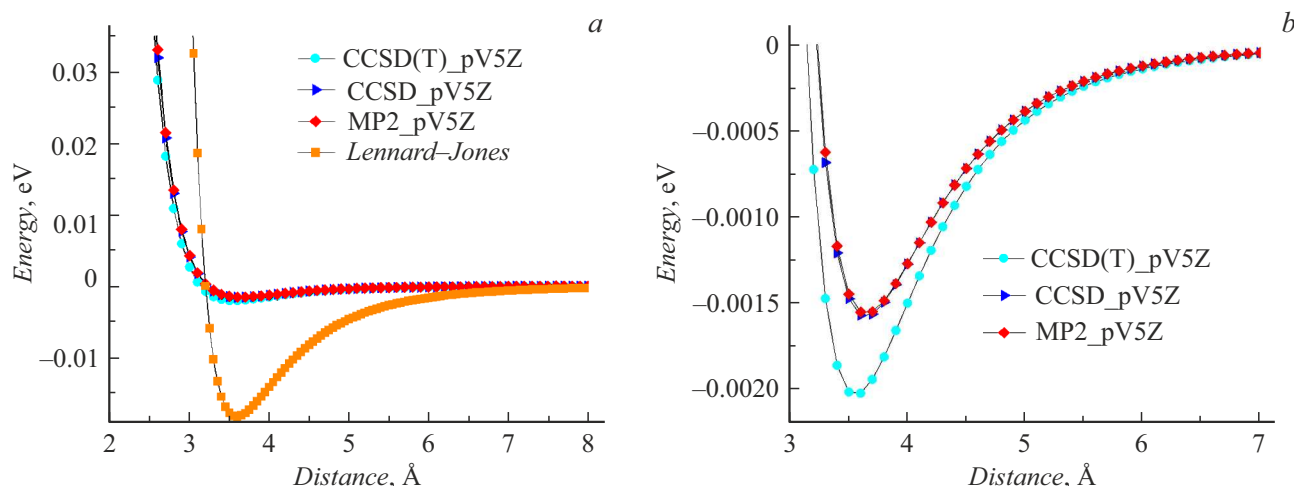 a
0.03
0.02
0.01
0
–0.01
Energy, eV
CCSD(T)_pV5Z
CCSD_pV5Z
MP2_pV5Z
Lennard–Jones
2 3 4 5 6 7 8
Distance, Å
b
0
–0.0005
–0.0010
–0.0015
–0.0020
Energy, eV
CCSD(T)_pV5Z
CCSD_pV5Z
MP2_pV5Z
3 4 5 6 7
Distance, Å